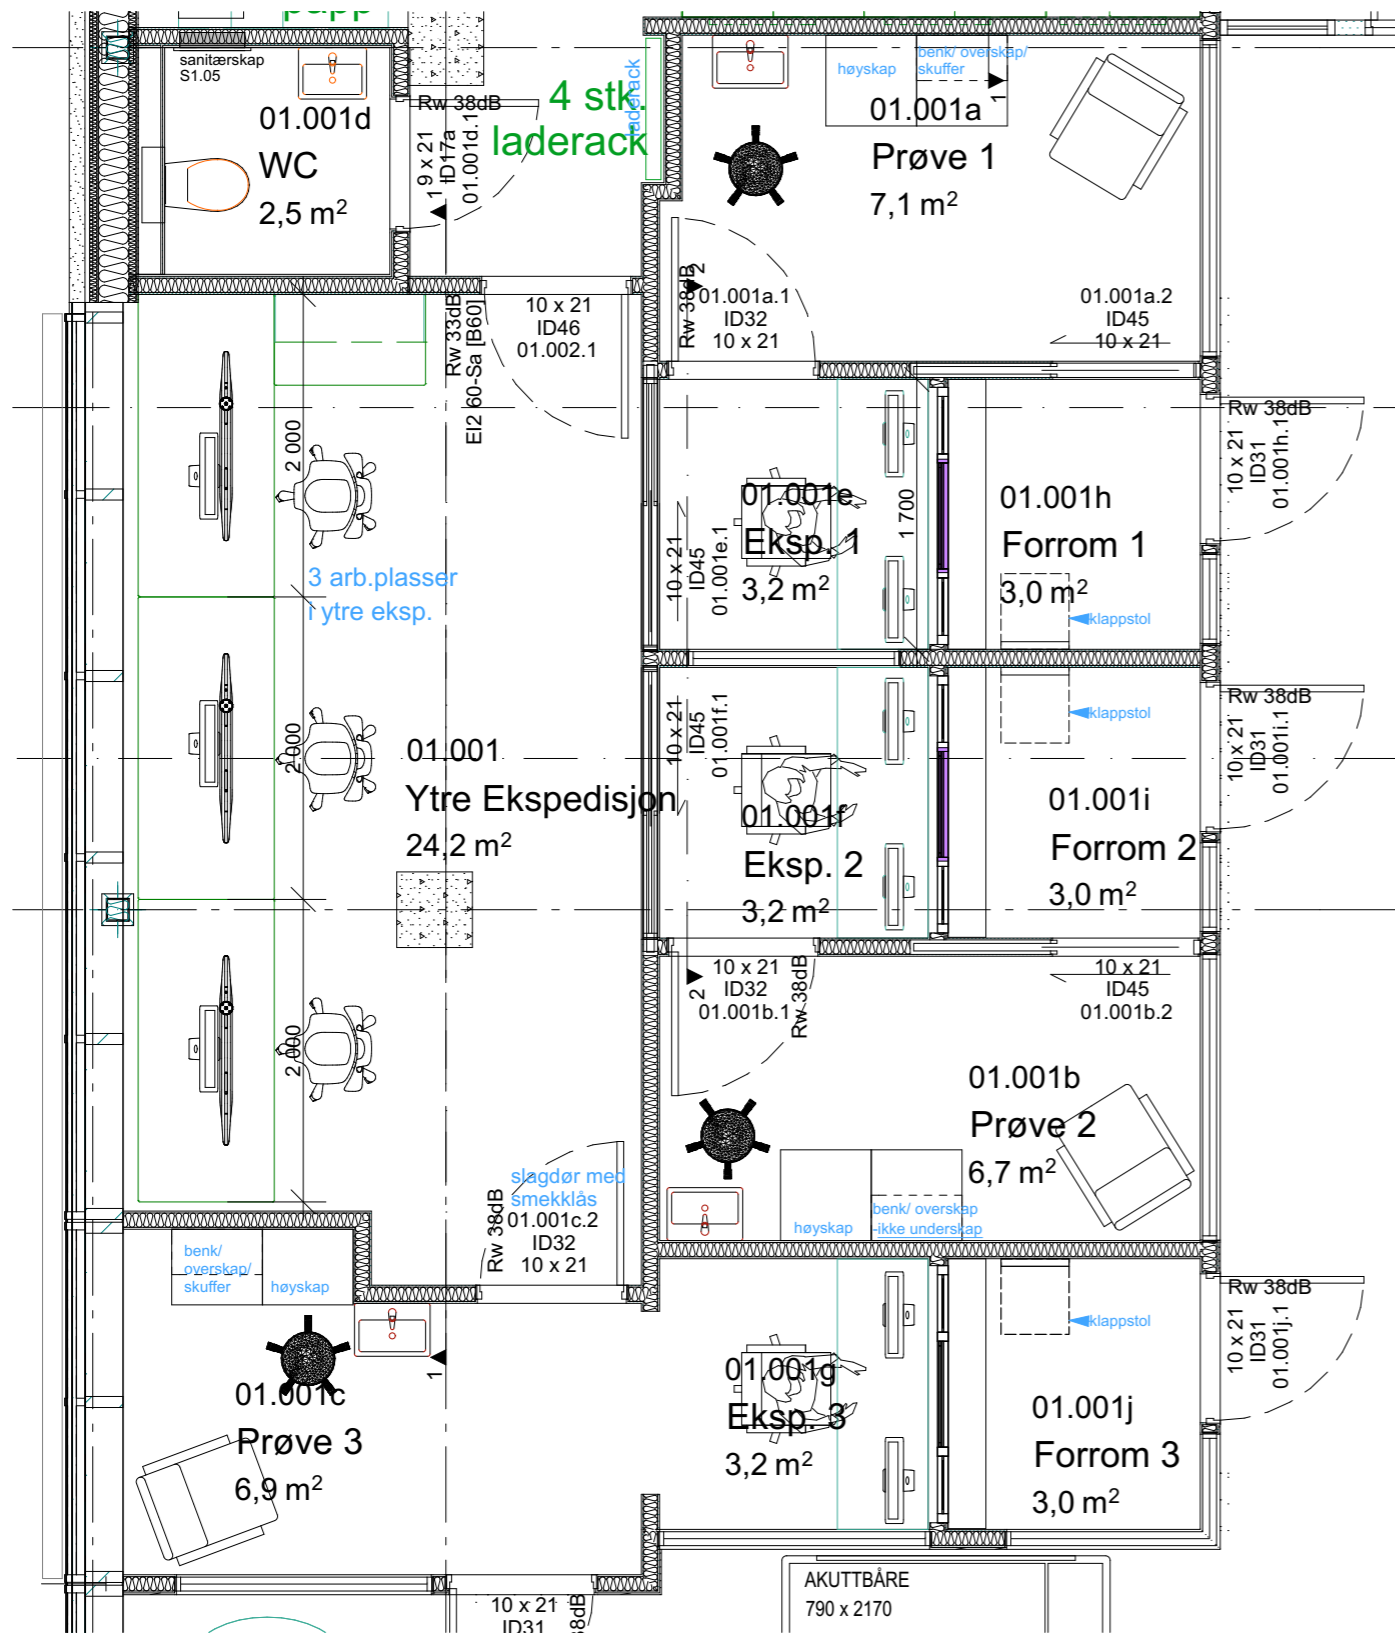 papp
sanitærskap
S1.05
01.001d
WC
2,5 m²
Rw 38dB
9 x 21
ID17a
01.001d.1
1
4 stk.
laderack
laderack
høyskap
benk/ overskap/
skuffer
1
01.001a
Prøve 1
7,1 m²
Rw 38dB
2
01.001a.1
ID32
10 x 21
01.001a.2
ID45
10 x 21
Rw 33dB
EI2 60-Sa [B60]
10 x 21
ID46
01.002.1
2 000
3 arb.plasser
i ytre eksp.
10 x 21
ID45
01.001e.1
01.001e
Eksp. 1
3,2 m²
1 700
01.001h
Forrom 1
3,0 m²
klappstol
Rw 38dB
10 x 21
ID31
01.001h.1
2 000
01.001
Ytre Ekspedisjon
24,2 m²
10 x 21
ID45
01.001f.1
01.001f
Eksp. 2
3,2 m²
klappstol
01.001i
Forrom 2
3,0 m²
Rw 38dB
10 x 21
ID31
01.001i.1
2 000
2
10 x 21
ID32
01.001b.1
Rw 38dB
10 x 21
ID45
01.001b.2
01.001b
Prøve 2
6,7 m²
høyskap
benk/ overskap
-ikke underskap
slagdør med
smekklås
Rw 38dB
01.001c.2
ID32
10 x 21
benk/
overskap/
skuffer
høyskap
1
01.001c
Prøve 3
6,9 m²
01.001g
Eksp. 3
3,2 m²
klappstol
01.001j
Forrom 3
3,0 m²
Rw 38dB
10 x 21
ID31
01.001j.1
10 x 21
ID31
8dB
AKUTTBÅRE
790 x 2170